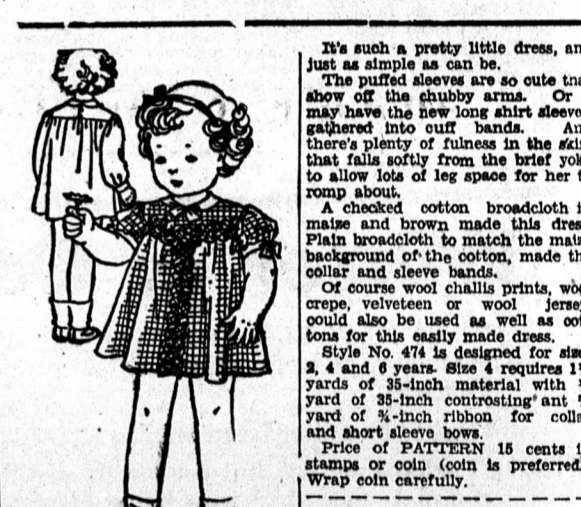 It's such a pretty little dress, an
just as simple as can be.
The puffed sleeves are so cute tha
show off the chubby arms. Or
may have the new long shirt sleeve
gathered into cuff bands. An
there's plenty of fulness in the skir
that falls softly from the brief yok
to allow lots of leg space for her t
romp about.
A checked cotton broadcloth i
maize and brown made this dres
Plain broadcloth to match the mai
background of the cotton, made th
collar and sleeve bands.
Of course wool challis prints, woo
crepe, velveteen or wool jerse
could also be used as well as cot
tons for this easily made dress.
Style No. 474 is designed for size
2, 4 and 6 years. Size 4 requires
yards of 35-inch material with
yard of 35-inch controsting ant
yard of ¾-inch ribbon for colla
and short sleeve bows.
Price of PATTERN 15 cents i
stamps or coin (coin is preferred
Wrap coin carefully.